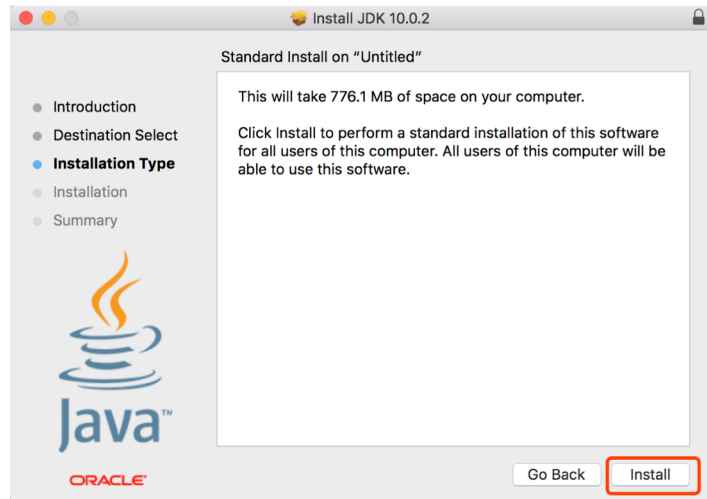 Install JDK 10.0.2
Standard Install on “Untitled”
Introduction
Destination Select
Installation Type
Installation
Summary
This will take 776.1 MB of space on your computer.
Click Install to perform a standard installation of this software
for all users of this computer. All users of this computer will be
able to use this software.
Java™
ORACLE®
Go Back
Install